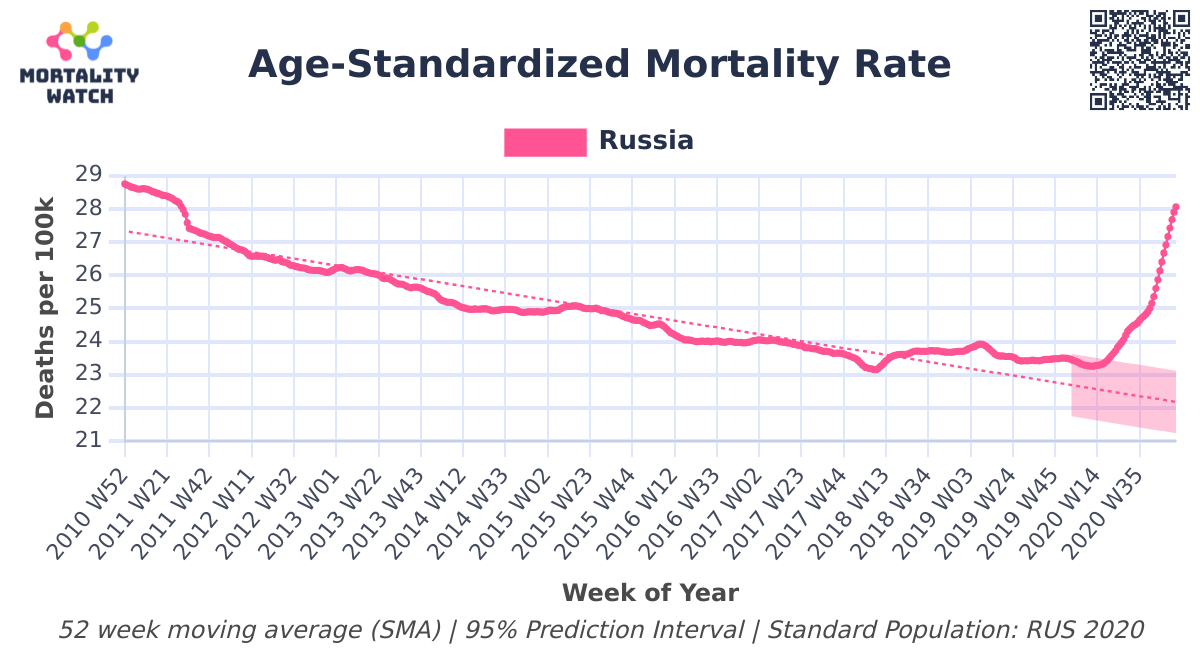 MORTALITY
WATCH
Age-Standardized Mortality Rate
Russia
Deaths per 100k
29
28
27
26
25
24
23
22
21
2010 W52
2011 W21
2011 W42
2012 W11
2012 W32
2013 W01
2013 W22
2013 W43
2014 W12
2014 W33
2015 W02
2015 W23
2015 W44
2016 W12
2016 W33
2017 W02
2017 W23
2017 W44
2018 W13
2018 W34
2019 W03
2019 W24
2019 W45
2020 W14
2020 W35
Week of Year
52 week moving average (SMA) | 95% Prediction Interval | Standard Population: RUS 2020